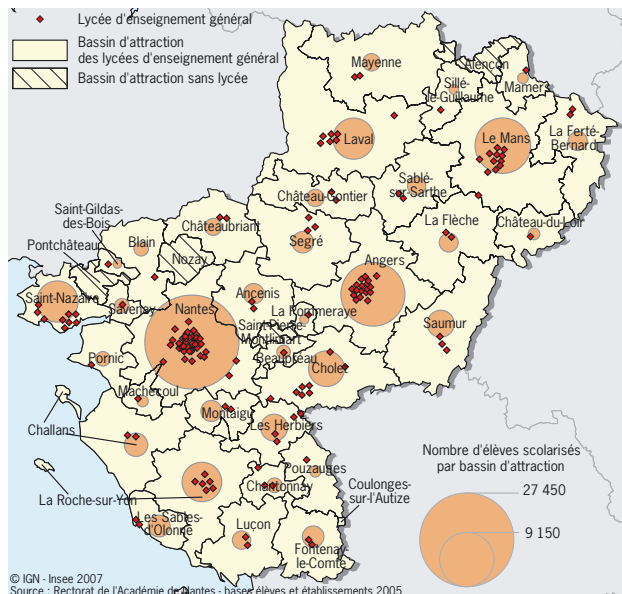 Lycée d'enseignement général
Bassin d'attraction
des lycées d'enseignement général
Bassin d'attraction sans lycée
Mayenne
Alençon
Sillé-
le-Guillaume
Mamers
Laval
Le Mans
La Ferté-
Bernard
Sablé-
sur-Sarthe
Château-Gontier
Saint-Gildas-
des-Bois
Châteaubriant
La Flèche
Château-du-Loir
Pontchâteau
Blain
Segré
Nozay
Angers
Saint-Nazaire
Savenay
Nantes
Ancenis
La Pommeraye
Saint-Pierre-
Montlimart
Saumur
Beaupréau
Pornic
Cholet
Machecoul
Montaigu
Challans
Les Herbiers
Nombre d'élèves scolarisés
par bassin d'attraction
27 450
9 150
Pouzauges
La Roche-sur-Yon
Chantonnay
Coulonges-
sur-l'Autize
Les Sables-
d'Olonne
Luçon
Fontenay-
le-Comte
© IGN - Insee 2007
Source : Rectorat de l'Académie de Nantes - bases élèves et établissements 2005